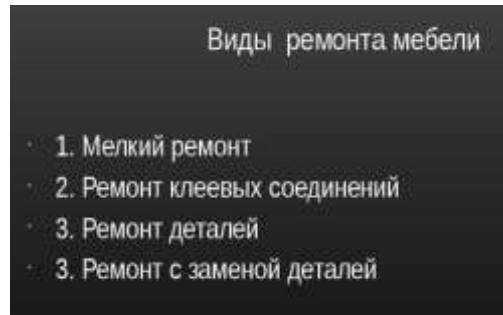 Виды ремонта мебели
1. Мелкий ремонт
2. Ремонт клеевых соединений
3. Ремонт деталей
3. Ремонт с заменой деталей